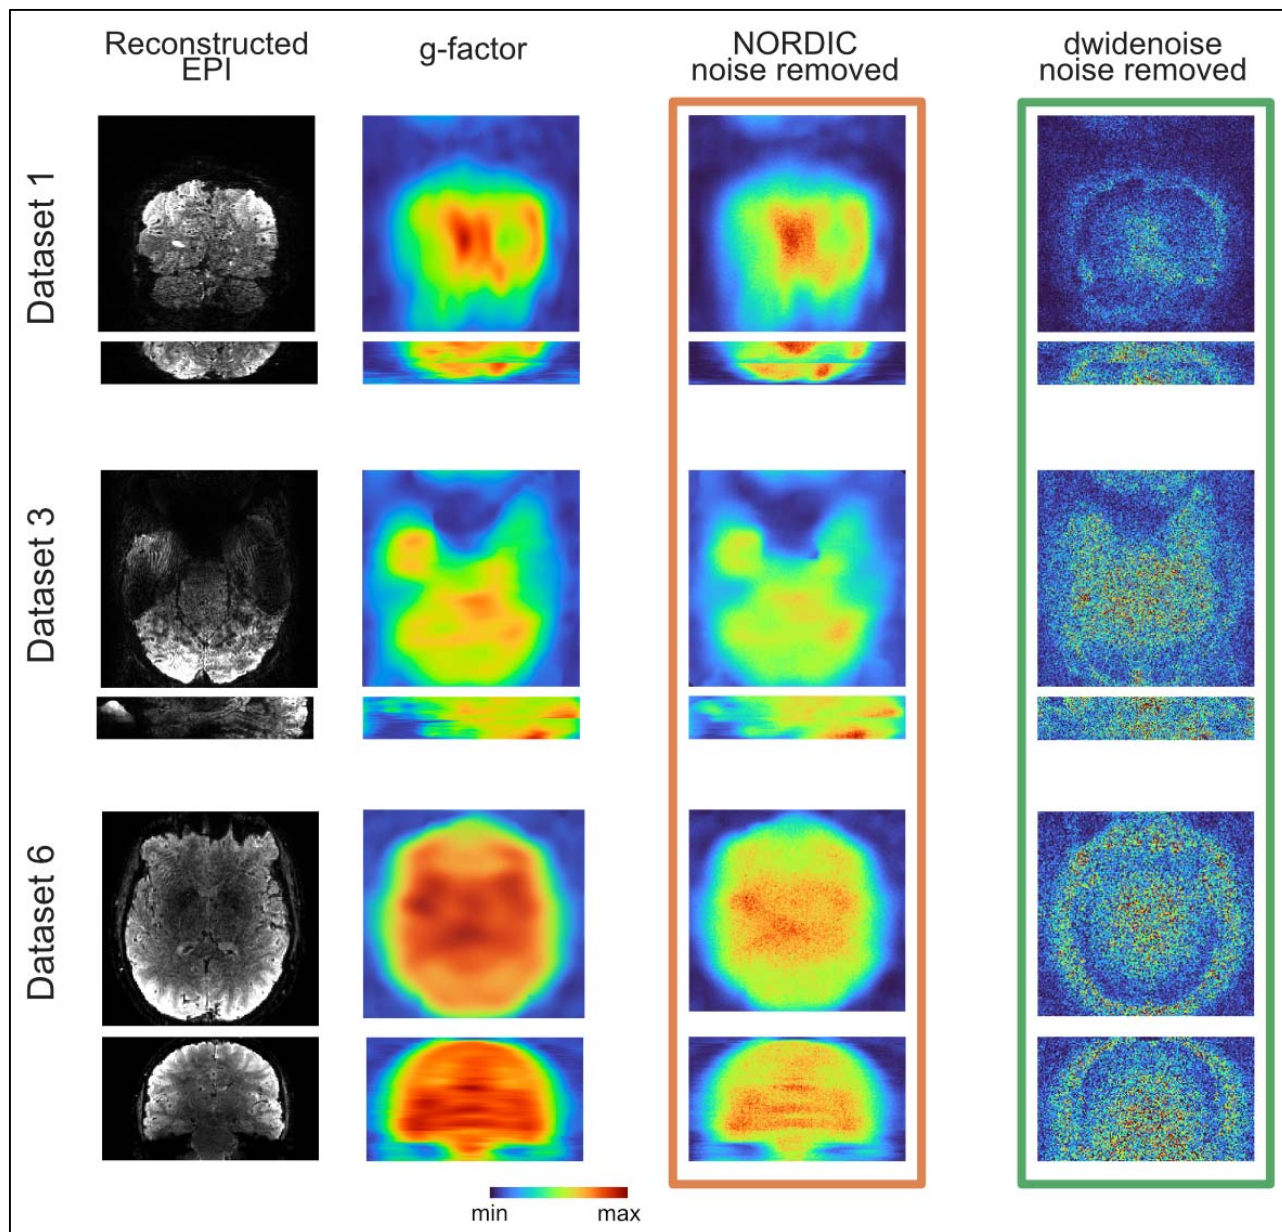 Reconstructed
EPI
g-factor
NORDIC
noise removed
dwidenoise
noise removed
Dataset 1
Dataset 3
Dataset 6
min
max